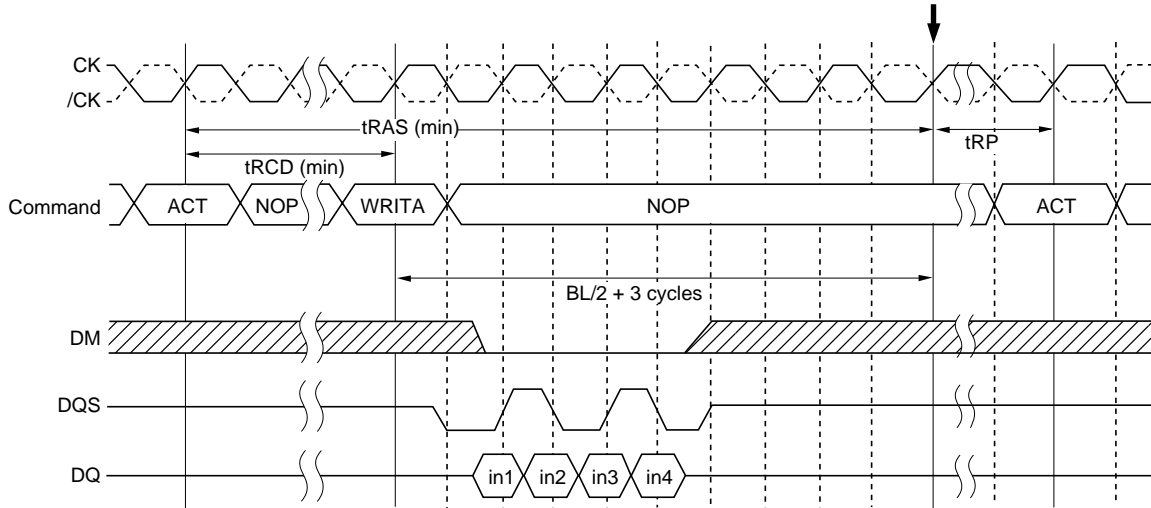 CK
/CK
tRAS (min)
tRP
tRCD (min)
Command ACT NOP WRITA NOP ACT
BL/2 + 3 cycles
DM
DQS
DQ in1 in2 in3 in4